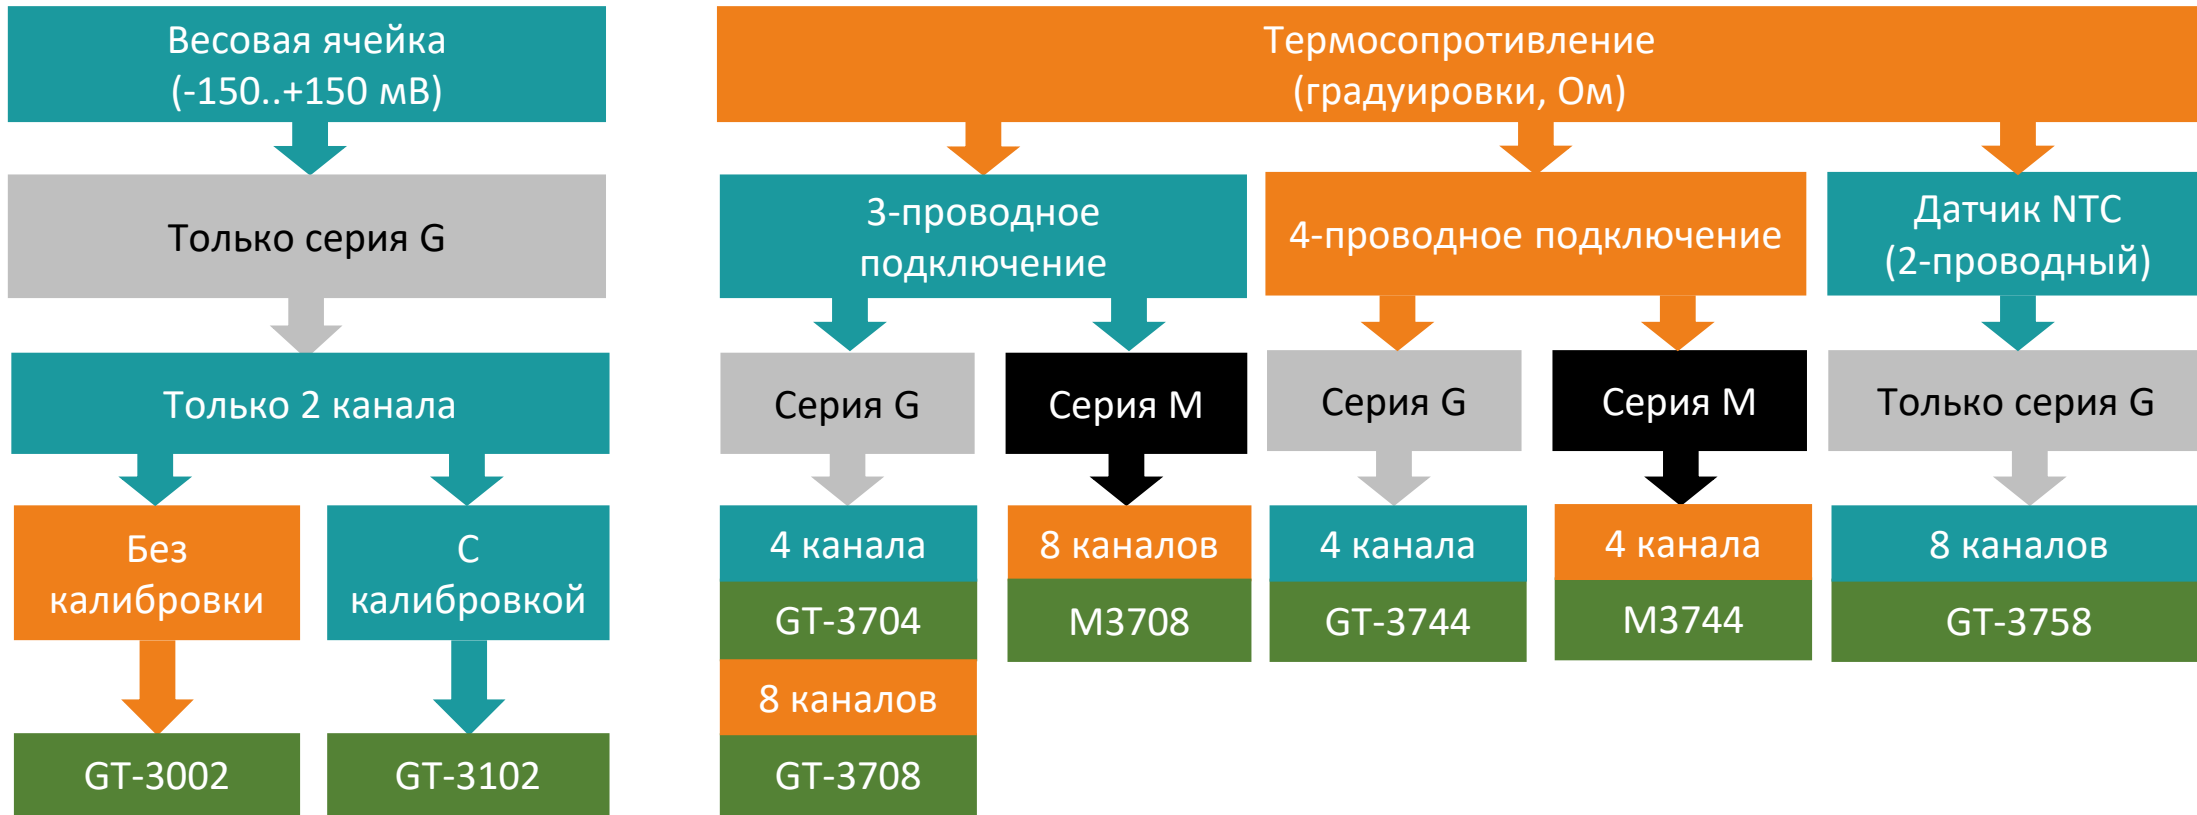 Весовая ячейка
(-150..+150 мВ)
Только серия G
Только 2 канала
Без
калибровки
С
калибровкой
GT-3002
GT-3102
Термосопротивление
(градуировки, Ом)
3-проводное
подключение
4-проводное подключение
Датчик NTC
(2-проводный)
Серия G
Серия M
Серия G
Серия M
Только серия G
4 канала
8 каналов
4 канала
4 канала
8 каналов
GT-3704
M3708
GT-3744
M3744
GT-3758
8 каналов
GT-3708